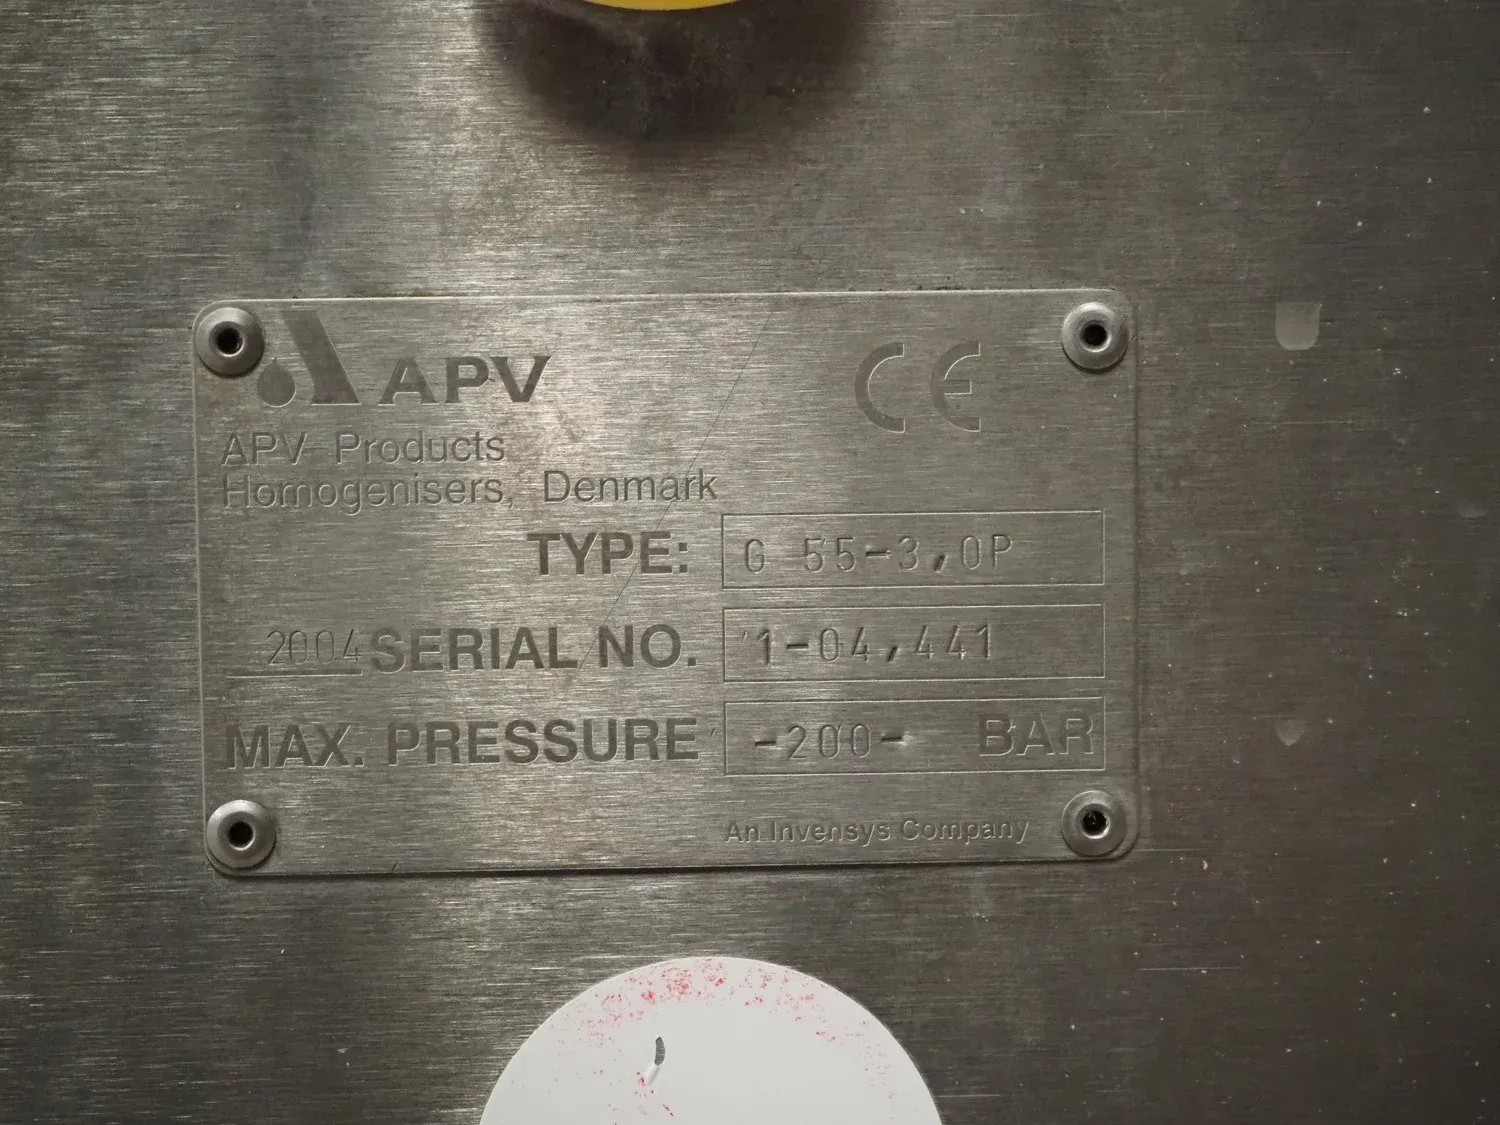 APV
CE
APV Products
Homogenisers, Denmark
TYPE: G 55-3,0P
2004 SERIAL NO. 1-04,441
MAX. PRESSURE -200- BAR
An Invensys Company